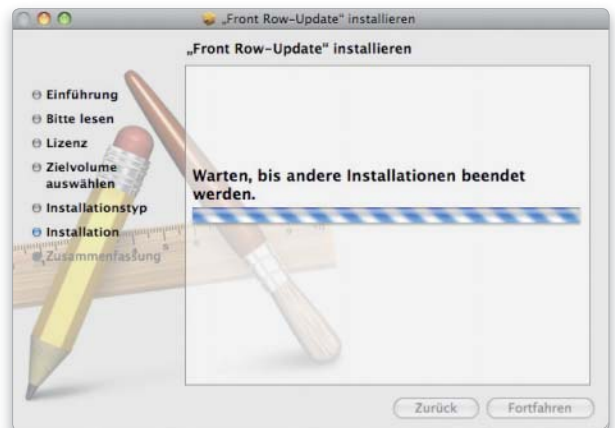 „Front Row-Update“ installieren
„Front Row-Update“ installieren
Einführung
Bitte lesen
Lizenz
Zielvolume
auswählen
Installationstyp
Installation
Zusammenfassung
Warten, bis andere Installationen beendet
werden.
Zurück
Fortfahren